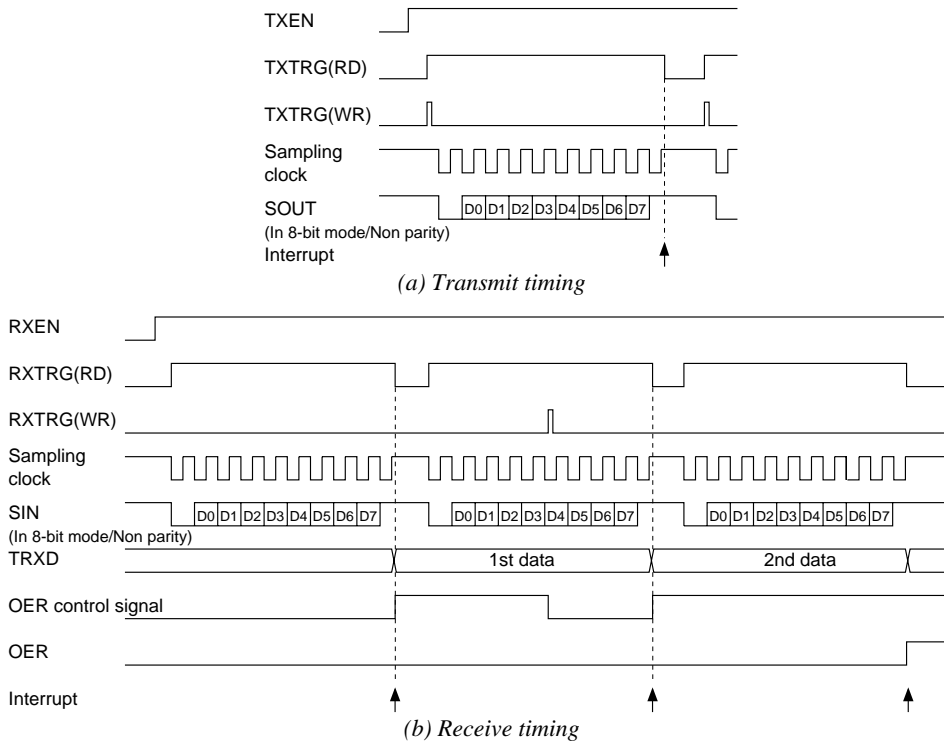 TXEN
TXTRG(RD)
TXTRG(WR)
Sampling
clock
SOUT
D0 D1 D2 D3 D4 D5 D6 D7
(In 8-bit mode/Non parity)
Interrupt
(a) Transmit timing
RXEN
RXTRG(RD)
RXTRG(WR)
Sampling
clock
SIN
D0 D1 D2 D3 D4 D5 D6 D7 D0 D1 D2 D3 D4 D5 D6 D7 D0 D1 D2 D3 D4 D5 D6 D7
(In 8-bit mode/Non parity)
TRXD 1st data 2nd data
OER control signal
OER
Interrupt
(b) Receive timing